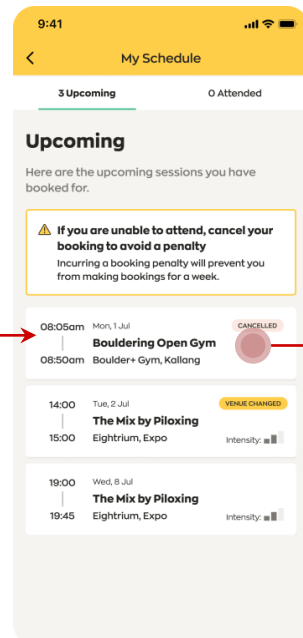 9:41
My Schedule
3 Upcoming
0 Attended
Upcoming
Here are the upcoming sessions you have
booked for.
If you are unable to attend, cancel your
booking to avoid a penalty
Incurring a booking penalty will prevent you
from making bookings for a week.
08:05am Mon, 1 Jul CANCELLED
Bouldering Open Gym
08:50am Boulder+ Gym, Kallang
14:00 Tue, 2 Jul VENUE CHANGED
The Mix by Piloxing
15:00 Eightrium, Expo Intensity:
19:00 Wed, 8 Jul
The Mix by Piloxing
19:45 Eightrium, Expo Intensity: